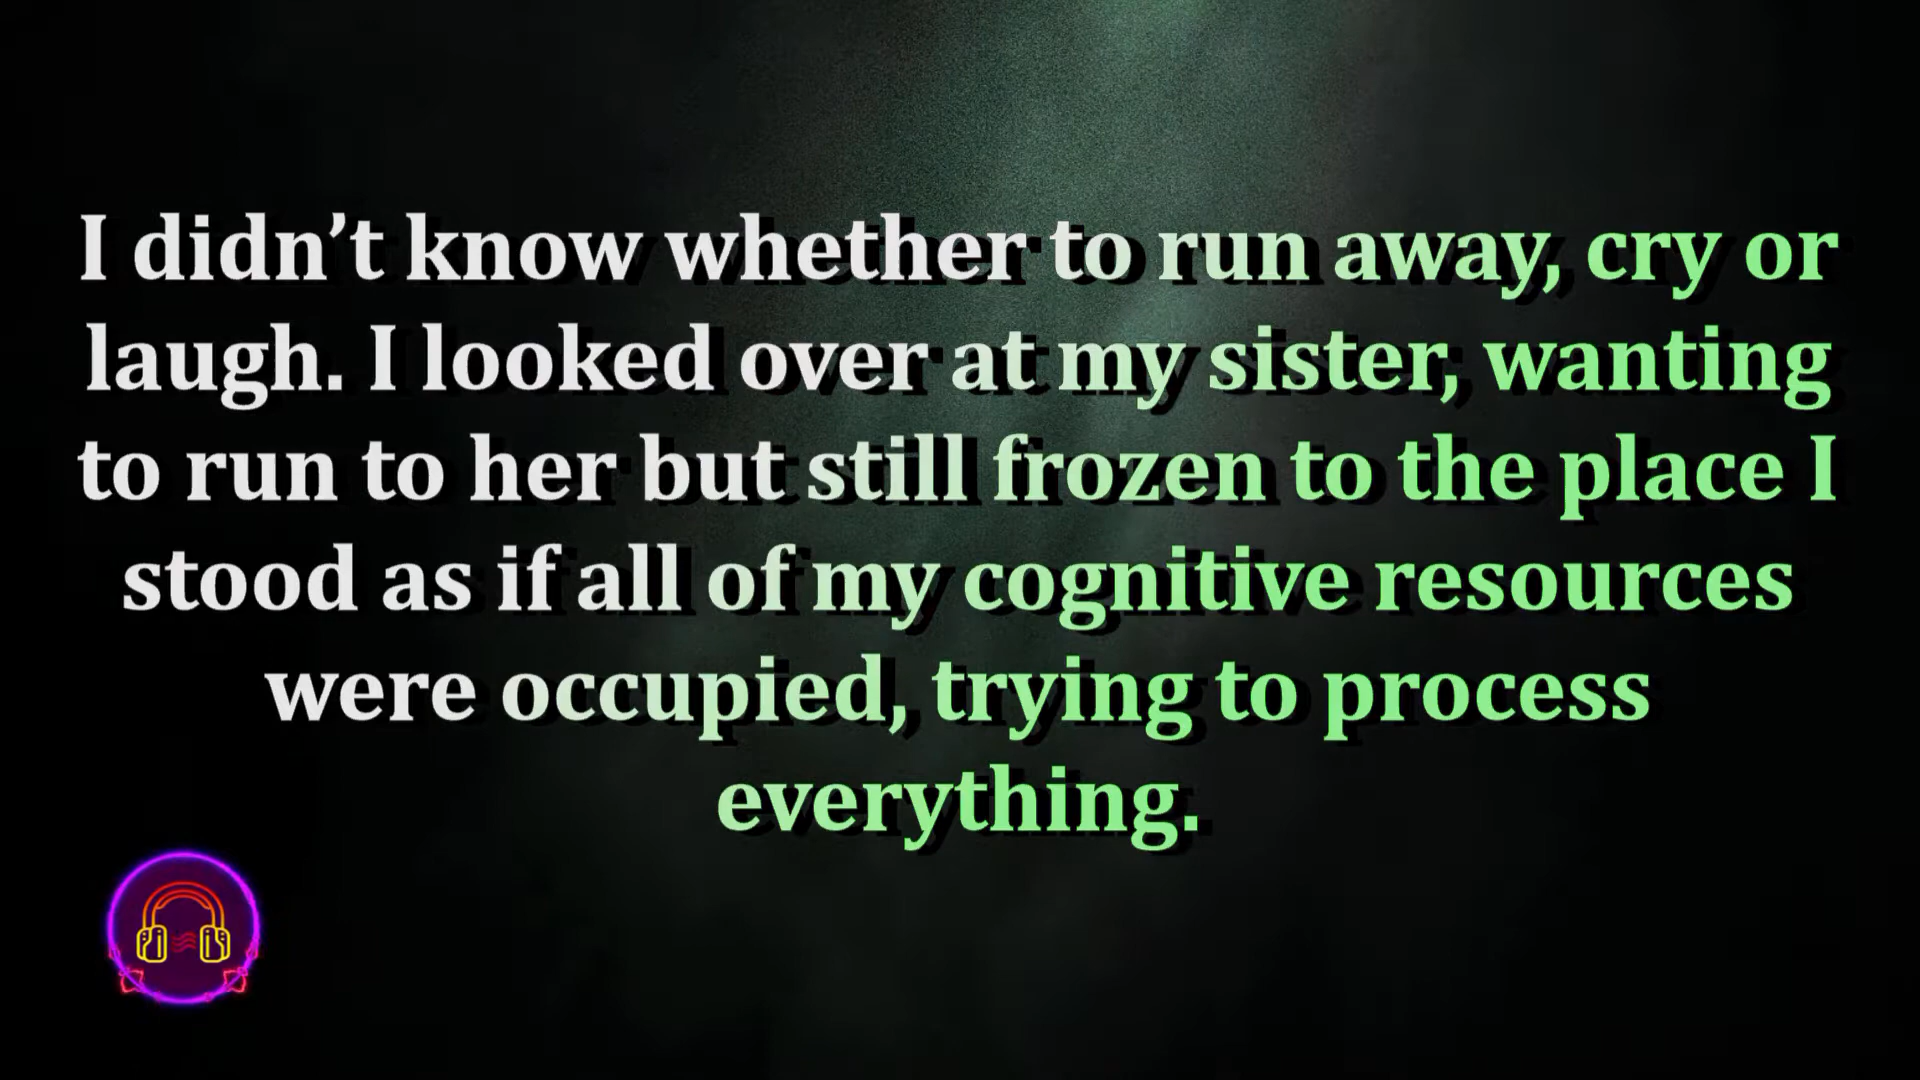 I didn’t know whether to run away, cry or
laugh. I looked over at my sister, wanting
to run to her but still frozen to the place I
stood as if all of my cognitive resources
were occupied, trying to process
everything.